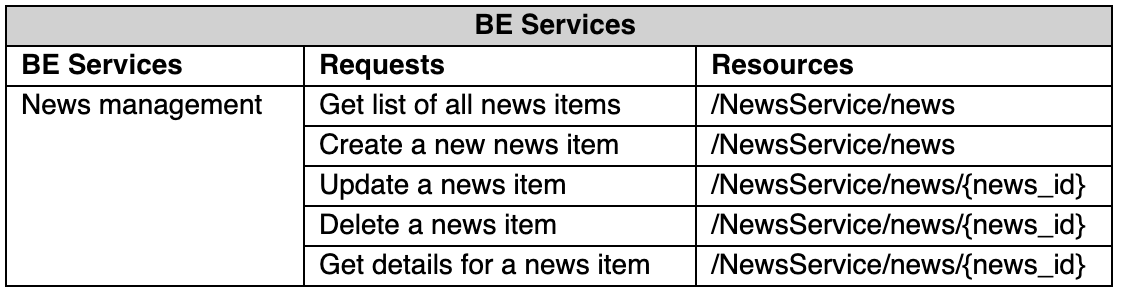 BE Services
BE Services Requests Resources
News management Get list of all news items /NewsService/news
Create a new news item /NewsService/news
Update a news item /NewsService/news/{news_id}
Delete a news item /NewsService/news/{news_id}
Get details for a news item /NewsService/news/{news_id}